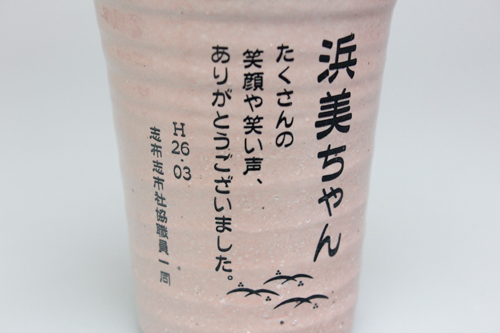 浜美ちゃん
たくさんの
笑顔や笑い声、
ありがとうございました。
H26.03
志布志市社協職員一同